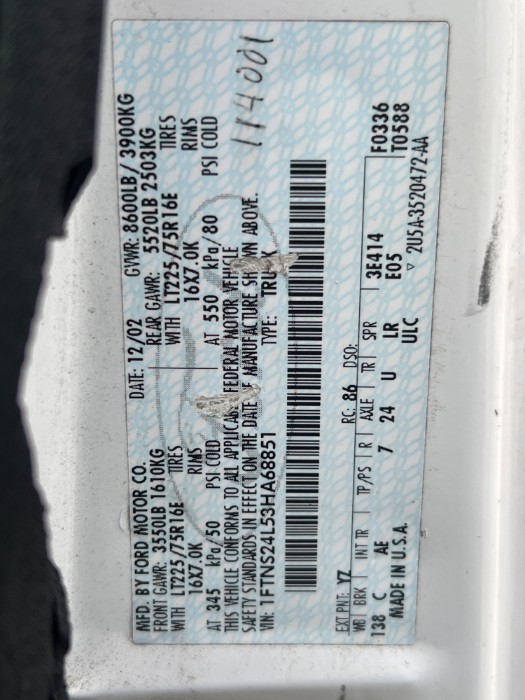 MFD. BY FORD MOTOR CO. DATE: 12/02 GVWR: 8600LB/ 3900KG
FRONT GAWR: 3550LB 1610KG REAR GAWR: 5520LB 2503KG
WITH LT225/75R16E TIRES WITH LT225/75R16E TIRES
16X7.0K RIMS 16X7.0K RIMS
AT 345 kPa/50 PSI COLD AT 550 kPa/80 PSI COLD
THIS VEHICLE CONFORMS TO ALL FEDERAL MOTOR VEHICLE
SAFETY STANDARDS IN EFFECT ON THE DATE OF MANUFACTURE ABOVE.
VIN: 1FTNS24L53HA68851 TYPE:
114001
EXT PNT: YZ RC: 86 DSO:
WB BRK INT TR TP/PS R AXLE TR SPR 3E414 F0336
138 C AE 7 24 U LR E05 T0588
MADE IN U.S.A. ULC ▽ 2U5A-3520472-AA